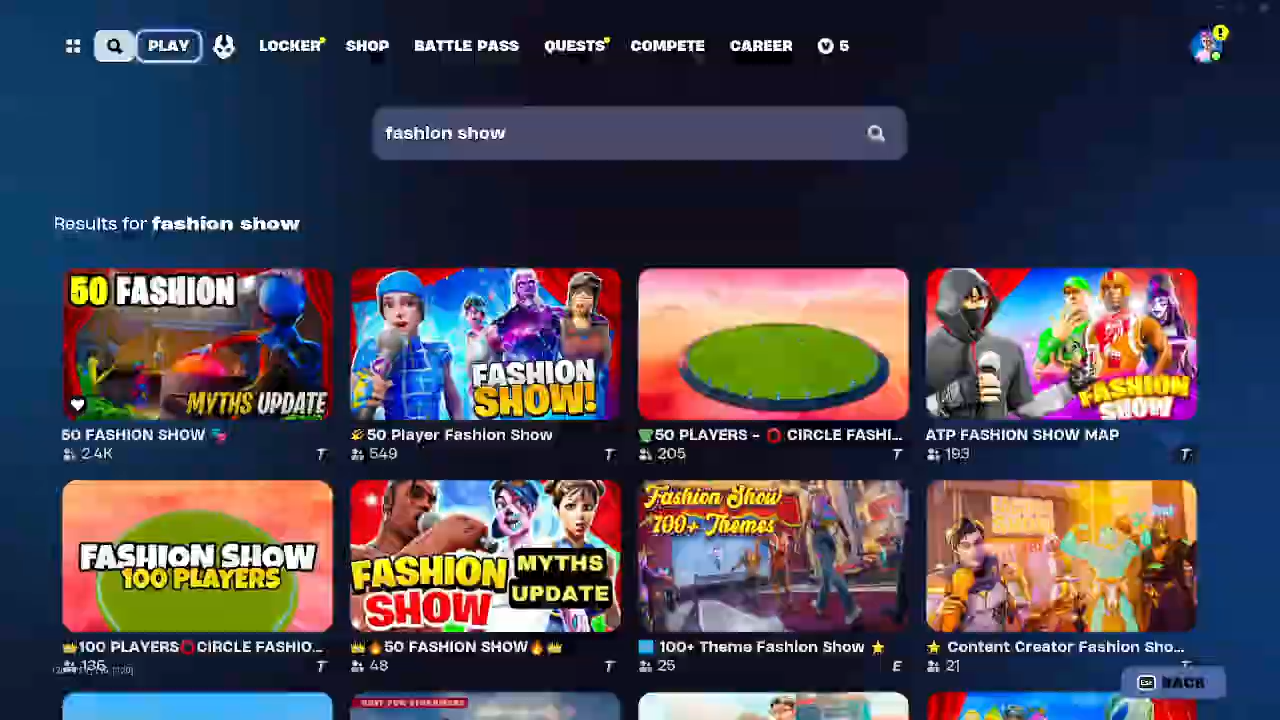 PLAY
LOCKER
SHOP
BATTLE PASS
QUESTS
COMPETE
CAREER
V 5
fashion show
Results for fashion show
50 FASHION
MYTHS UPDATE
FASHION
SHOW!
FASHION
SHOW
50 FASHION SHOW
2.4K
T
50 Player Fashion Show
549
T
50 PLAYERS - ⭕ CIRCLE FASHI...
205
T
ATP FASHION SHOW MAP
193
T
FASHION SHOW
100 PLAYERS
FASHION
SHOW
MYTHS
UPDATE
Fashion Show
100+ Themes
👑100 PLAYERS⭕CIRCLE FASHIO...
136
T
👑🔥50 FASHION SHOW🔥👑
48
T
🟦 100+ Theme Fashion Show ⭐
25
E
⭐ Content Creator Fashion Sho...
21
Esc BACK